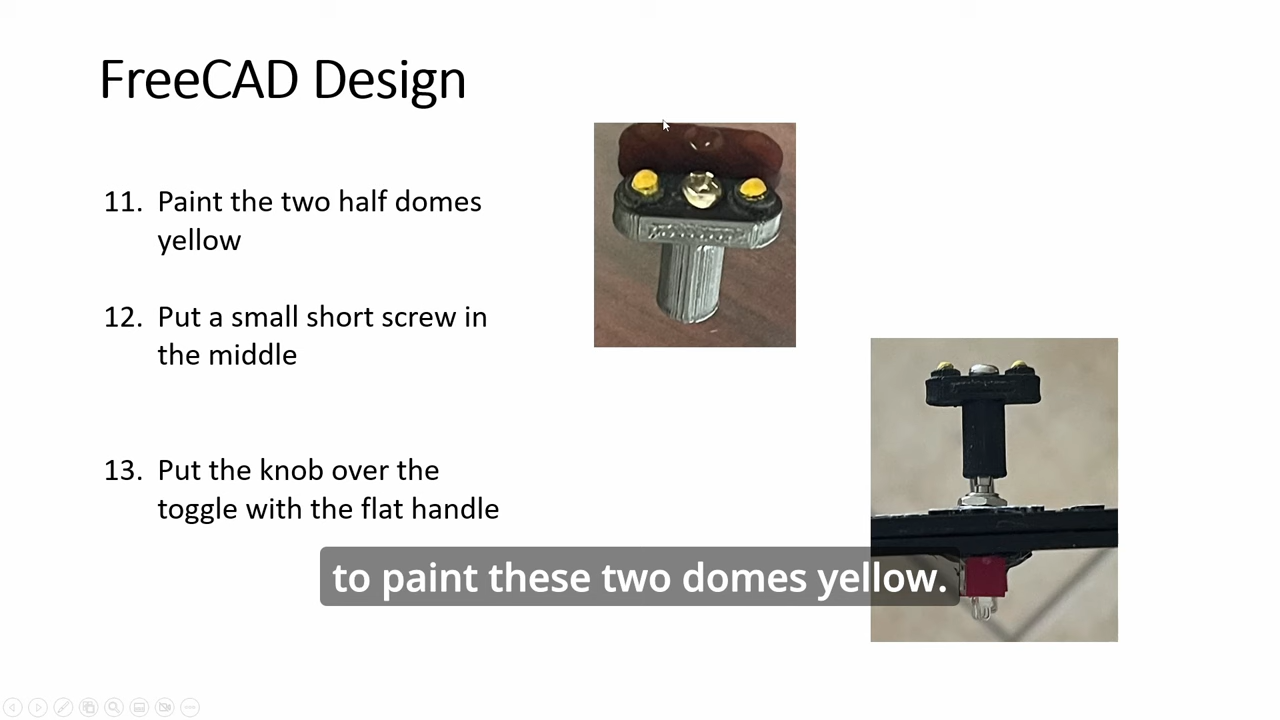 FreeCAD Design
11. Paint the two half domes
yellow
12. Put a small short screw in
the middle
13. Put the knob over the
toggle with the flat handle
to paint these two domes yellow.